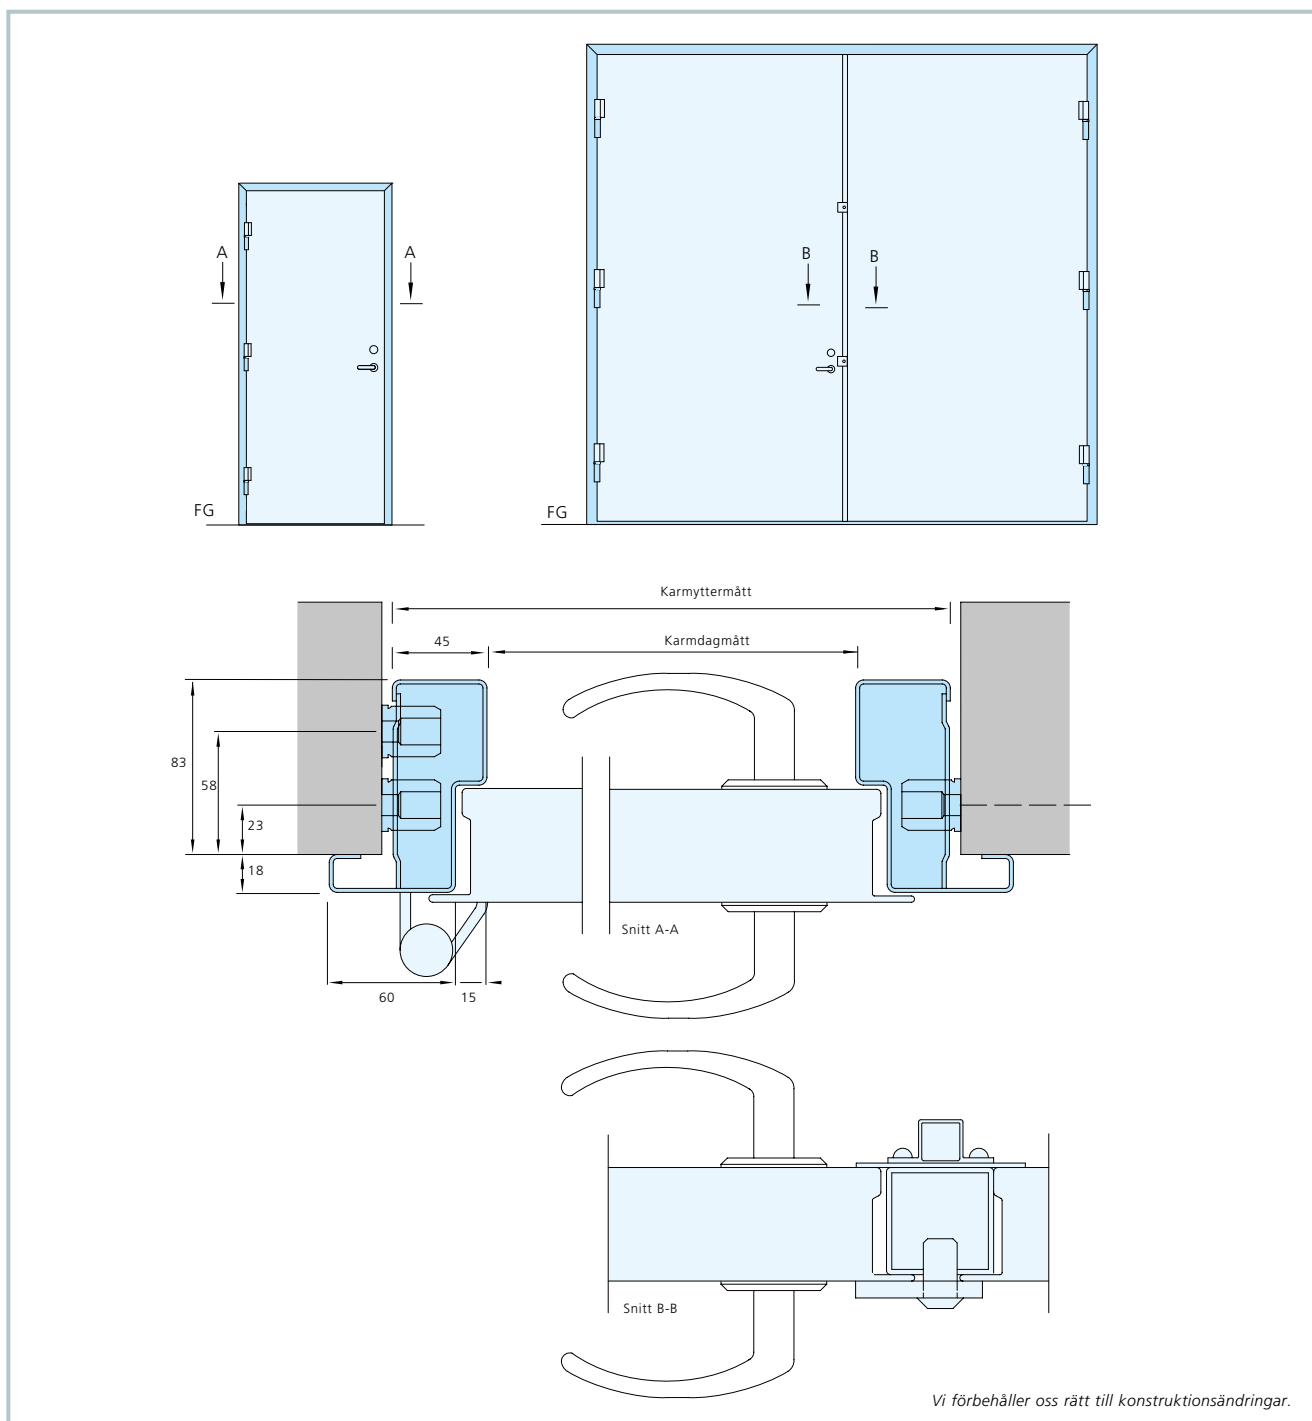 A
A
B
B
FG
FG
Karmyttermått
45
Karmdagmått
83
58
23
18
Snitt A-A
60
15
Snitt B-B
Vi förbehåller oss rätt till konstruktionsändringar.